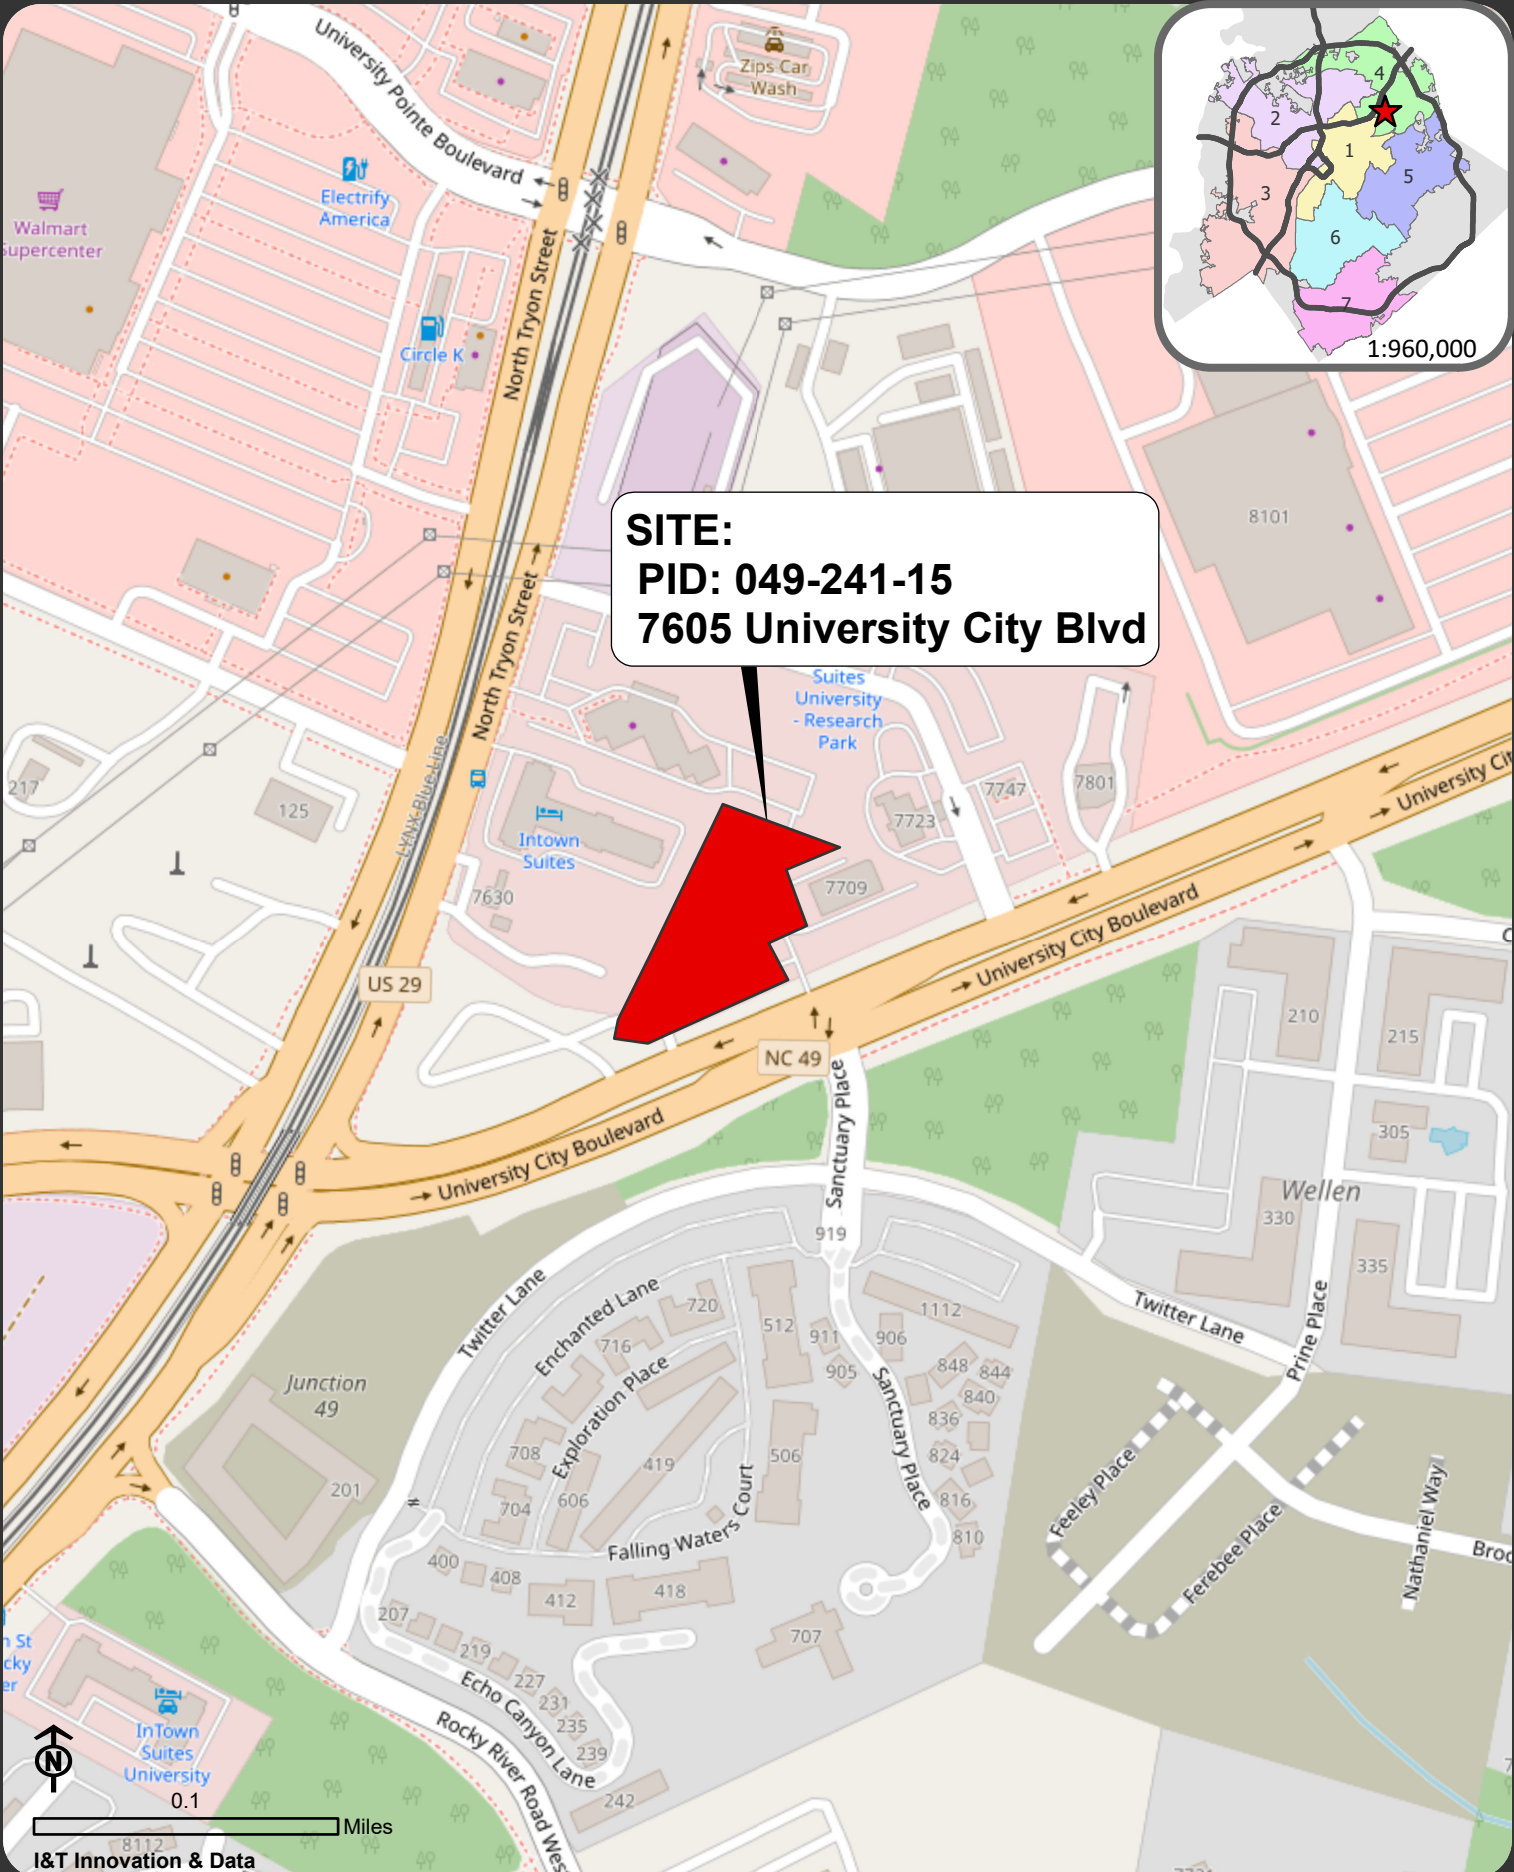 University Pointe Boulevard
Zips Car
Wash
Electrify
America
Walmart
Supercenter
Circle K
North Tryon Street
4
2
1
3
5
6
7
1:960,000
8101
SITE:
PID: 049-241-15
7605 University City Blvd
North Tryon Street
Suites
University
- Research
Park
LYNX Blue Line
217
125
Intown
Suites
7630
7723
7747
7801
7709
University City
University City Boulevard
US 29
NC 49
210
215
Sanctuary Place
University City Boulevard
305
Wellen
330
335
919
Twitter Lane
Enchanted Lane
720
716
512
911
906
905
1112
848
844
840
836
824
816
810
Twitter Lane
Prine Place
Exploration Place
Sanctuary Place
Junction
49
201
708
704
606
419
506
Falling Waters Court
400
408
412
418
207
219
227
231
235
239
242
707
Echo Canyon Lane
Feeley Place
Ferebee Place
Nathaniel Way
Rocky River Road West
InTown
Suites
University
N
0.1
Miles
8112
I&T Innovation & Data